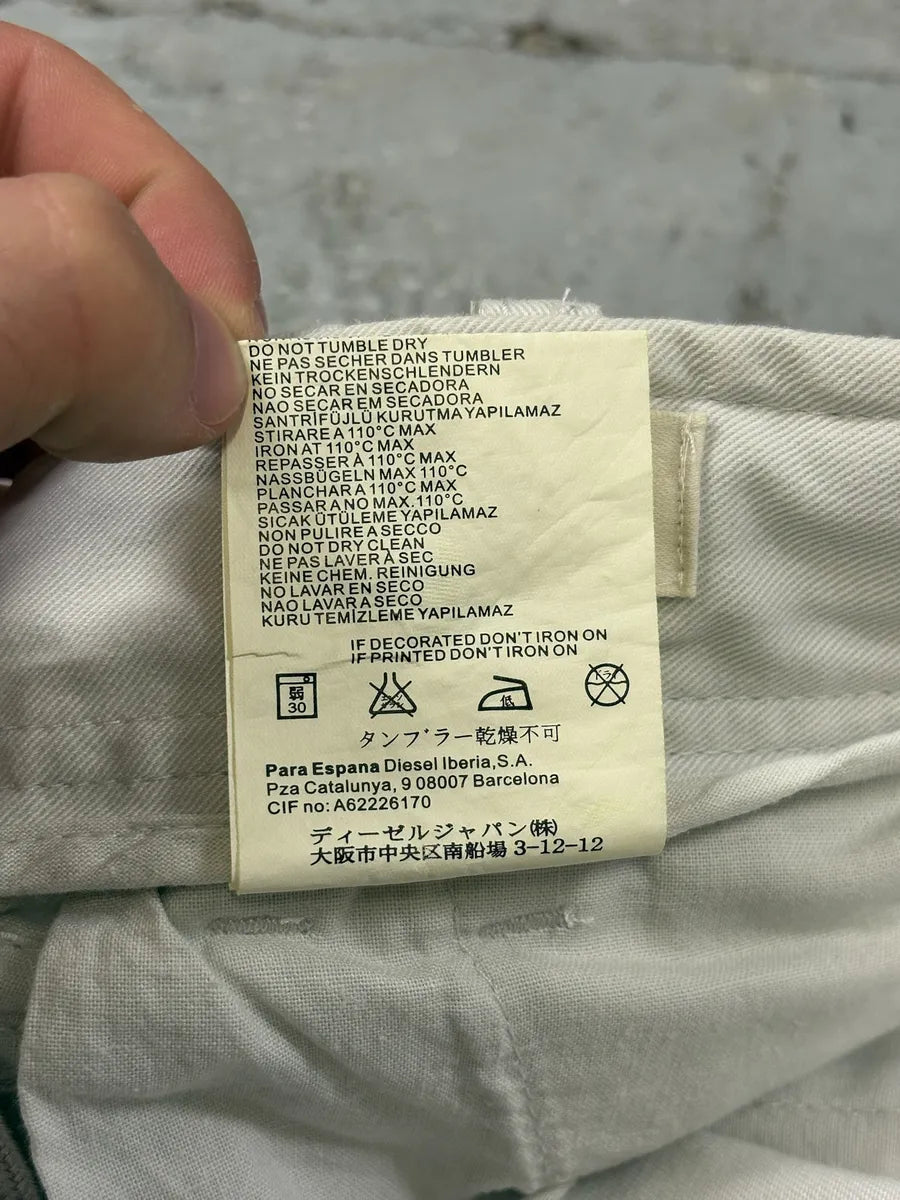 DO NOT TUMBLE DRY
NE PAS SECHER DANS TUMBLER
KEIN TROCKENSCHLENDERN
NO SECAR EN SECADORA
NAO SECAR EM SECADORA
SANTRİFÜJLÜ KURUTMA YAPILAMAZ
STIRARE A 110°C MAX
IRON AT 110°C MAX
REPASSER À 110°C MAX
NASSBÜGELN MAX 110°C
PLANCHAR A 110°C MAX
PASSAR A NO MAX.110°C
SICAK ÜTÜLEME YAPILAMAZ
NON PULIRE A SECCO
DO NOT DRY CLEAN
NE PAS LAVER À SEC
KEINE CHEM. REINIGUNG
NO LAVAR EN SECO
NAO LAVAR A SECO
KURU TEMİZLEME YAPILAMAZ
IF DECORATED DON'T IRON ON
IF PRINTED DON'T IRON ON
弱 30 低 ドライ
タンブラー乾燥不可
Para Espana Diesel Iberia,S.A.
Pza Catalunya, 9 08007 Barcelona
CIF no: A62226170
ディーゼルジャパン(株)
大阪市中央区南船場 3-12-12